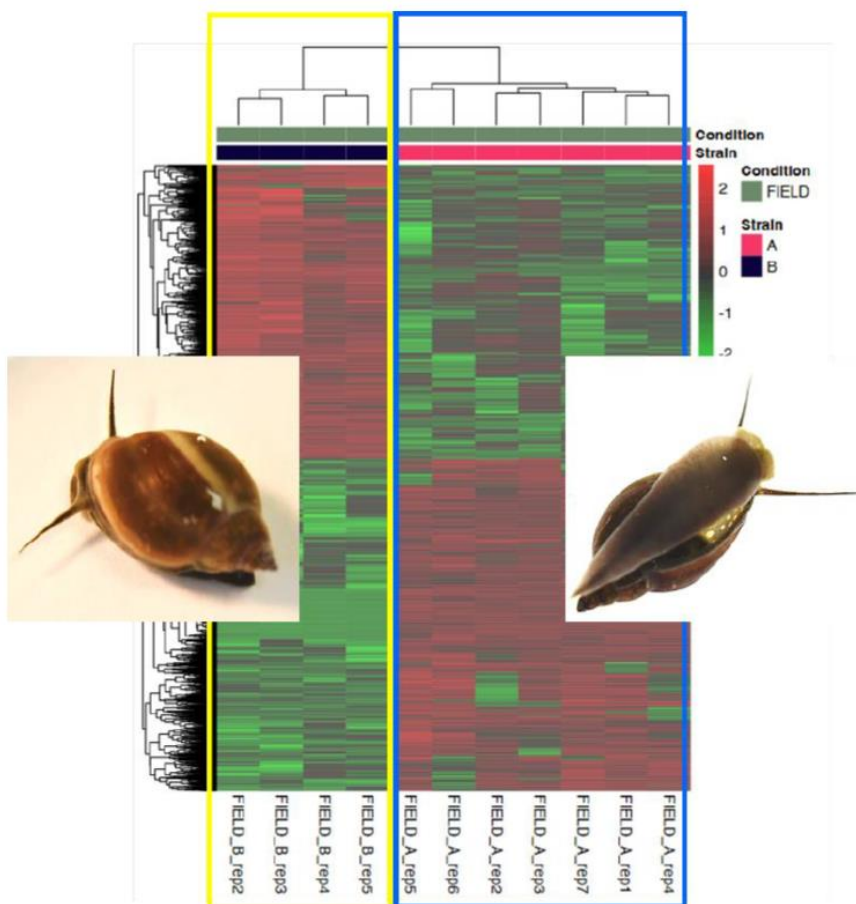 Condition
Strain
2
1
0
-1
-2
Condition
FIELD
Strain
A
B
FIELD_B_rep2
FIELD_B_rep3
FIELD_B_rep4
FIELD_B_rep5
FIELD_A_rep5
FIELD_A_rep6
FIELD_A_rep2
FIELD_A_rep3
FIELD_A_rep7
FIELD_A_rep1
FIELD_A_rep4